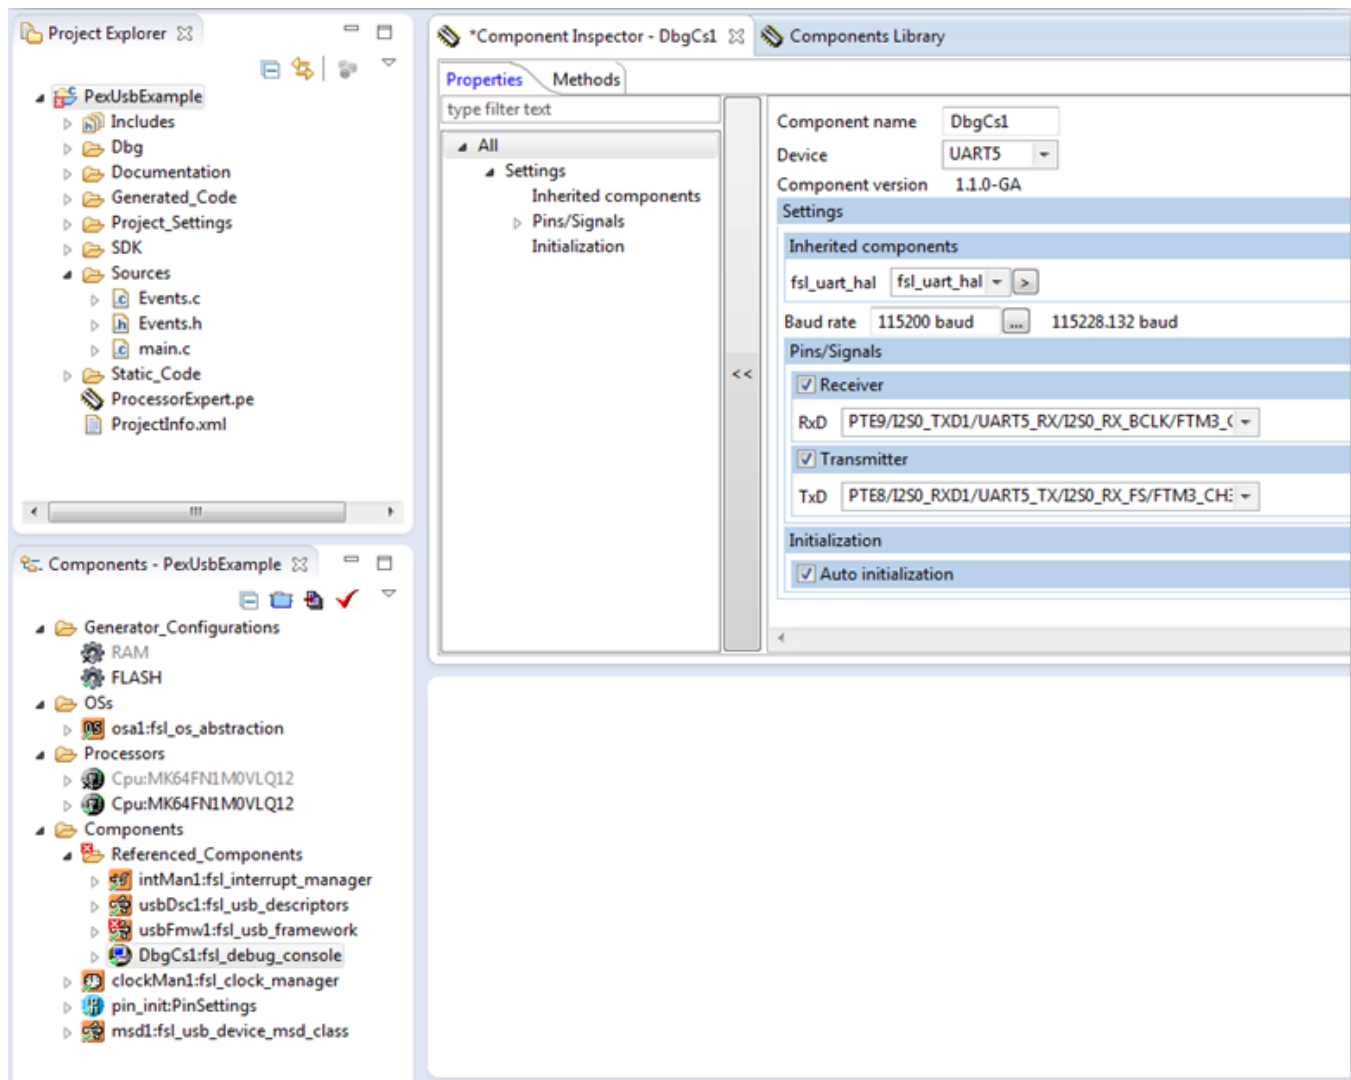 Project Explorer
PexUsbExample
Includes
Dbg
Documentation
Generated_Code
Project_Settings
SDK
Sources
Events.c
Events.h
main.c
Static_Code
ProcessorExpert.pe
ProjectInfo.xml
Components - PexUsbExample
Generator_Configurations
RAM
FLASH
OSs
osa1:fsl_os_abstraction
Processors
Cpu:MK64FN1M0VLQ12
Cpu:MK64FN1M0VLQ12
Components
Referenced_Components
intMan1:fsl_interrupt_manager
usbDsc1:fsl_usb_descriptors
usbFmw1:fsl_usb_framework
DbgCs1:fsl_debug_console
clockMan1:fsl_clock_manager
pin_init:PinSettings
msd1:fsl_usb_device_msd_class
*Component Inspector - DbgCs1 Components Library
Properties Methods
type filter text
All
Settings
Inherited components
Pins/Signals
Initialization
<<
Component name DbgCs1
Device UART5
Component version 1.1.0-GA
Settings
Inherited components
fsl_uart_hal fsl_uart_hal >
Baud rate 115200 baud ... 115228.132 baud
Pins/Signals
Receiver
RxD PTE9/I2S0_TXD1/UART5_RX/I2S0_RX_BCLK/FTM3_C
Transmitter
TxD PTE8/I2S0_RXD1/UART5_TX/I2S0_RX_FS/FTM3_CH3
Initialization
Auto initialization